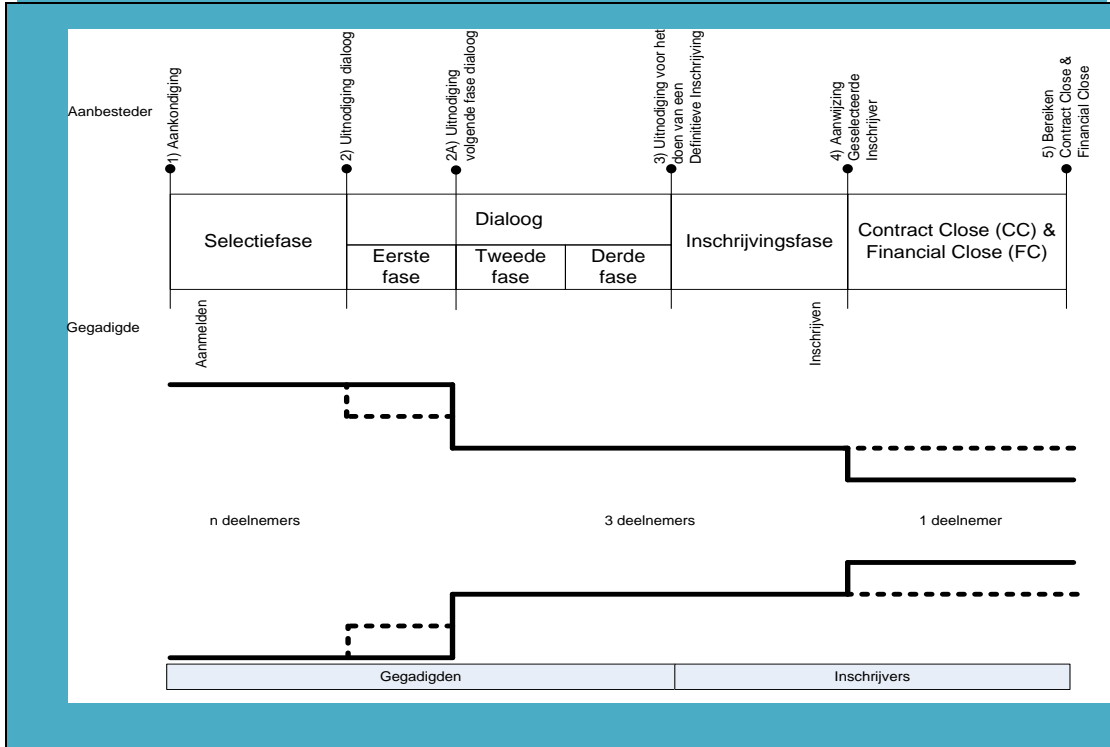 Aanbesteder
1) Aankondiging
2) Uitnodiging dialoog
2A) Uitnodiging
volgende fase dialoog
3) Uitnodiging voor het
doen van een
Definitieve Inschrijving
4) Aanwijzing
Geselecteerde
Inschrijver
5) Bereiken
Contract Close &
Financial Close
Selectiefase
Dialoog
Eerste
fase
Tweede
fase
Derde
fase
Inschrijvingsfase
Contract Close (CC) &
Financial Close (FC)
Gegadigde
Aanmelden
Inschrijven
n deelnemers
3 deelnemers
1 deelnemer
Gegadigden
Inschrijvers